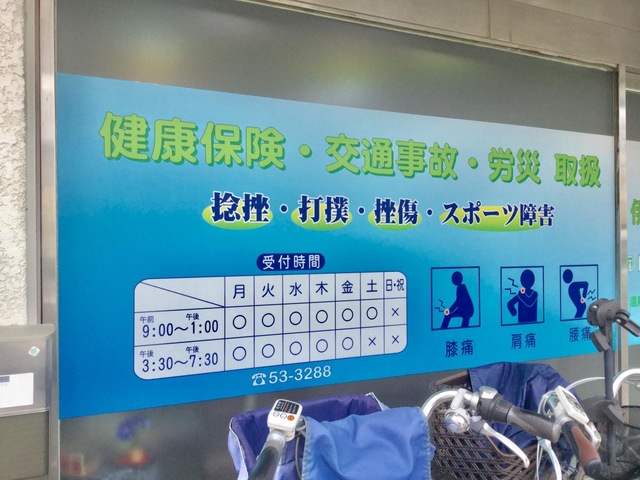 健康保険・交通事故・労災 取扱
捻挫・打撲・挫傷・スポーツ障害
受付時間
月 火 水 木 金 土 日・祝
午前 9:00～午後 1:00 ○ ○ ○ ○ ○ ○ ×
午後 3:30～午後 7:30 ○ ○ ○ ○ ○ × ×
☎53-3288
膝痛 肩痛 腰痛